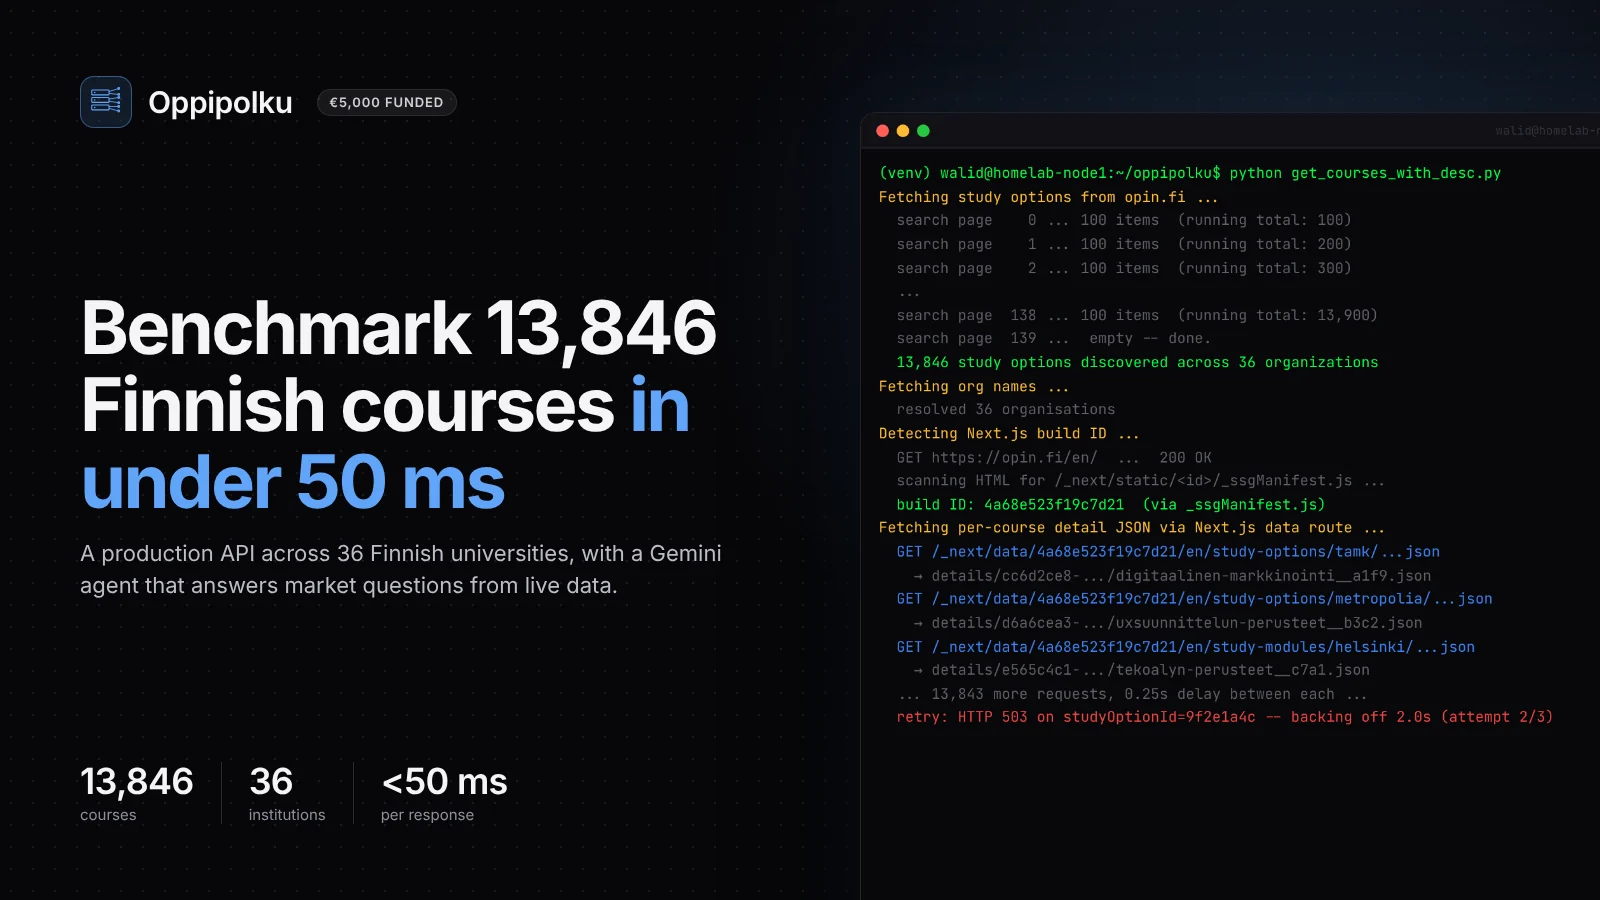 Oppipolku
€5,000 FUNDED
Benchmark 13,846
Finnish courses in
under 50 ms
A production API across 36 Finnish universities, with a Gemini
agent that answers market questions from live data.
13,846
courses
36
institutions
<50 ms
per response
walid@homelab-
(venv) walid@homelab-node1:~/oppipolku$ python get_courses_with_desc.py
Fetching study options from opin.fi ...
search page 0 ... 100 items (running total: 100)
search page 1 ... 100 items (running total: 200)
search page 2 ... 100 items (running total: 300)
...
search page 138 ... 100 items (running total: 13,900)
search page 139 ... empty -- done.
13,846 study options discovered across 36 organizations
Fetching org names ...
resolved 36 organisations
Detecting Next.js build ID ...
GET https://opin.fi/en/ ... 200 OK
scanning HTML for /_next/static/<id>/_ssgManifest.js ...
build ID: 4a68e523f19c7d21 (via _ssgManifest.js)
Fetching per-course detail JSON via Next.js data route ...
GET /_next/data/4a68e523f19c7d21/en/study-options/tamk/...json
→ details/cc6d2ce8-.../digitaalinen-markkinointi__a1f9.json
GET /_next/data/4a68e523f19c7d21/en/study-options/metropolia/...json
→ details/d6a6cea3-.../uxsuunnittelun-perusteet__b3c2.json
GET /_next/data/4a68e523f19c7d21/en/study-modules/helsinki/...json
→ details/e565c4c1-.../tekoalyn-perusteet__c7a1.json
... 13,843 more requests, 0.25s delay between each ...
retry: HTTP 503 on studyOptionId=9f2e1a4c -- backing off 2.0s (attempt 2/3)